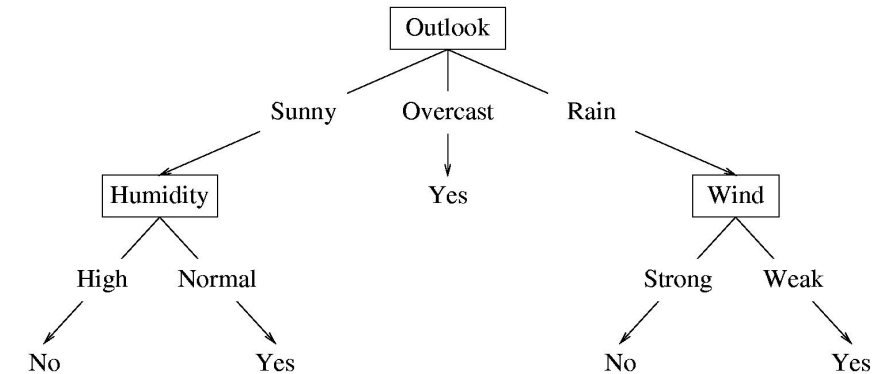 Outlook
Sunny Overcast Rain
Humidity Yes Wind
High Normal Strong Weak
No Yes No Yes